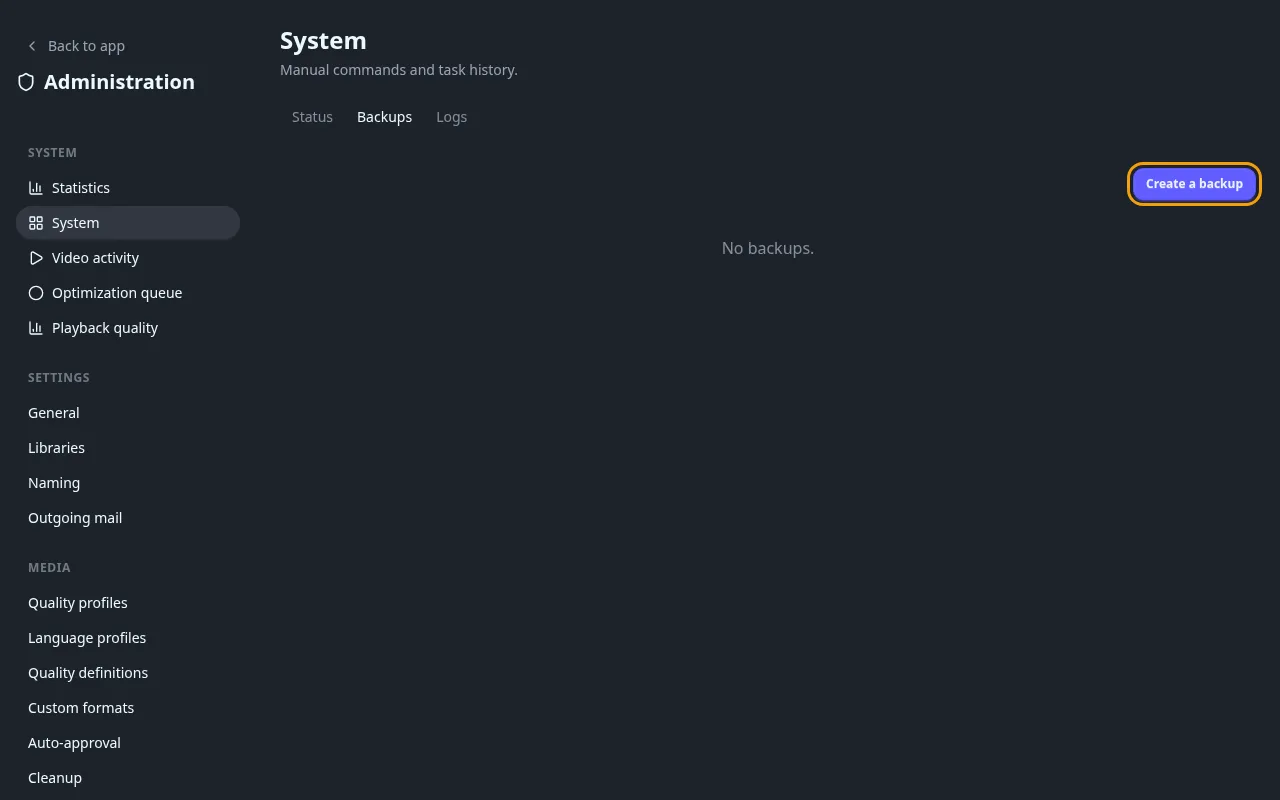 Back to app
Administration
SYSTEM
Statistics
System
Video activity
Optimization queue
Playback quality
SETTINGS
General
Libraries
Naming
Outgoing mail
MEDIA
Quality profiles
Language profiles
Quality definitions
Custom formats
Auto-approval
Cleanup
System
Manual commands and task history.
Status Backups Logs
Create a backup
No backups.